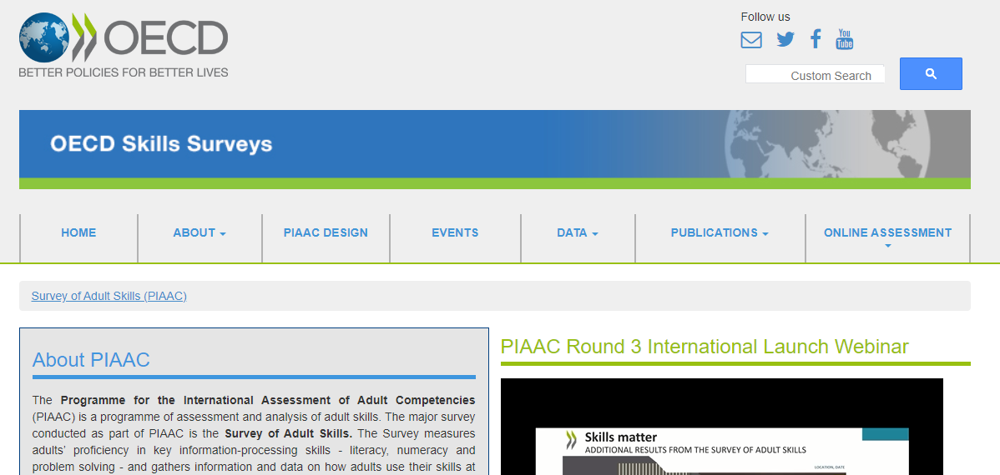 OECD
BETTER POLICIES FOR BETTER LIVES
Follow us
You
Tube
Custom Search
OECD Skills Surveys
HOME
ABOUT
PIAAC DESIGN
EVENTS
DATA
PUBLICATIONS
ONLINE ASSESSMENT
Survey of Adult Skills (PIAAC)
About PIAAC
The Programme for the International Assessment of Adult Competencies
(PIAAC) is a programme of assessment and analysis of adult skills. The major survey
conducted as part of PIAAC is the Survey of Adult Skills. The Survey measures
adults' proficiency in key information-processing skills - literacy, numeracy and
problem solving - and gathers information and data on how adults use their skills at
PIAAC Round 3 International Launch Webinar
Skills matter
ADDITIONAL RESULTS FROM THE SURVEY OF ADULT SKILLS
LOCATION, DATE